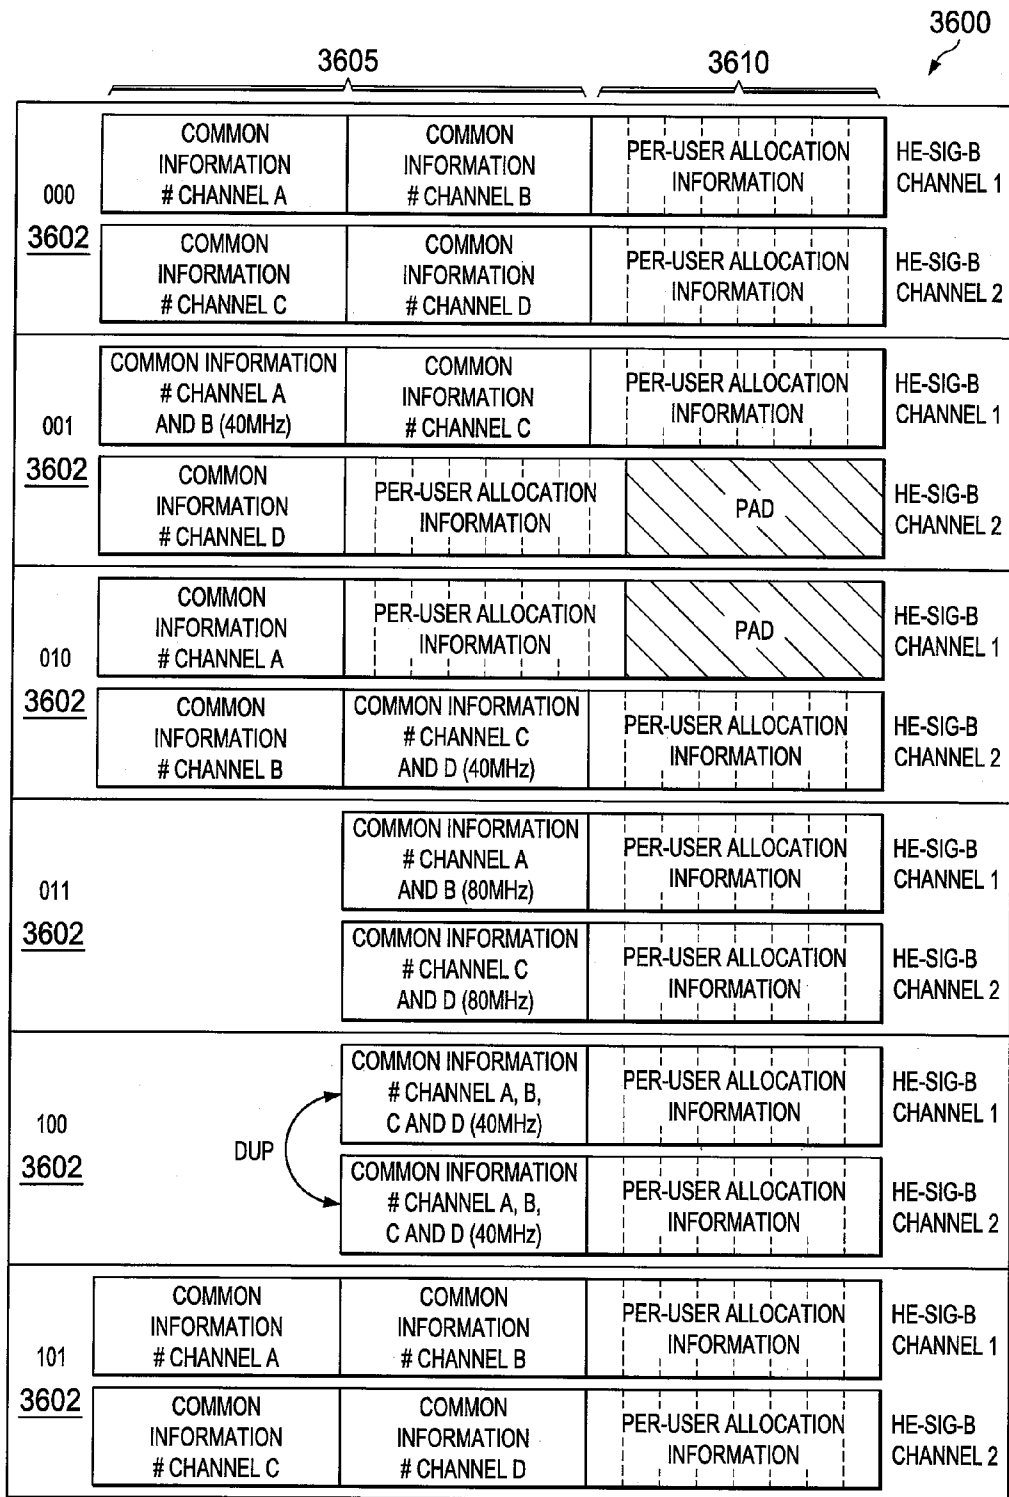 3600
3605
3610
000
3602
COMMON
INFORMATION
# CHANNEL A
COMMON
INFORMATION
# CHANNEL B
PER-USER ALLOCATION
INFORMATION
HE-SIG-B
CHANNEL 1
COMMON
INFORMATION
# CHANNEL C
COMMON
INFORMATION
# CHANNEL D
PER-USER ALLOCATION
INFORMATION
HE-SIG-B
CHANNEL 2
001
3602
COMMON INFORMATION
# CHANNEL A
AND B (40MHz)
COMMON
INFORMATION
# CHANNEL C
PER-USER ALLOCATION
INFORMATION
HE-SIG-B
CHANNEL 1
COMMON
INFORMATION
# CHANNEL D
PER-USER ALLOCATION
INFORMATION
PAD
HE-SIG-B
CHANNEL 2
010
3602
COMMON
INFORMATION
# CHANNEL A
PER-USER ALLOCATION
INFORMATION
PAD
HE-SIG-B
CHANNEL 1
COMMON
INFORMATION
# CHANNEL B
COMMON INFORMATION
# CHANNEL C
AND D (40MHz)
PER-USER ALLOCATION
INFORMATION
HE-SIG-B
CHANNEL 2
011
3602
COMMON INFORMATION
# CHANNEL A
AND B (80MHz)
PER-USER ALLOCATION
INFORMATION
HE-SIG-B
CHANNEL 1
COMMON INFORMATION
# CHANNEL C
AND D (80MHz)
PER-USER ALLOCATION
INFORMATION
HE-SIG-B
CHANNEL 2
100
3602
DUP
COMMON INFORMATION
# CHANNEL A, B,
C AND D (40MHz)
PER-USER ALLOCATION
INFORMATION
HE-SIG-B
CHANNEL 1
COMMON INFORMATION
# CHANNEL A, B,
C AND D (40MHz)
PER-USER ALLOCATION
INFORMATION
HE-SIG-B
CHANNEL 2
101
3602
COMMON
INFORMATION
# CHANNEL A
COMMON
INFORMATION
# CHANNEL B
PER-USER ALLOCATION
INFORMATION
HE-SIG-B
CHANNEL 1
COMMON
INFORMATION
# CHANNEL C
COMMON
INFORMATION
# CHANNEL D
PER-USER ALLOCATION
INFORMATION
HE-SIG-B
CHANNEL 2